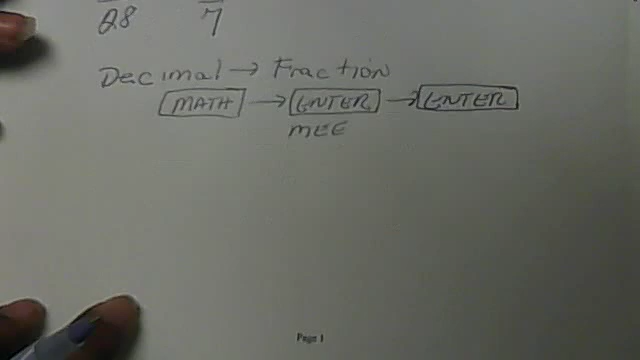 28 7
Decimal → Fraction
MATH → ENTER → ENTER
MEE
Page 1